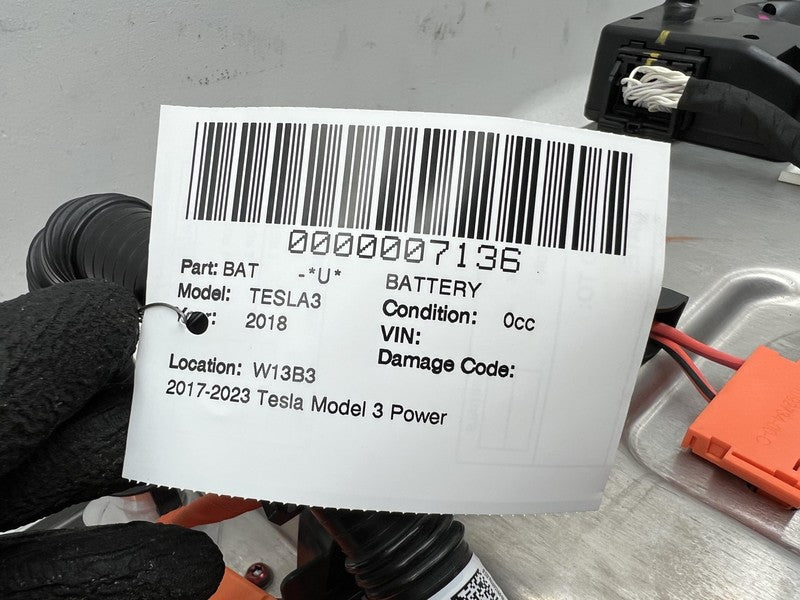 0000007136
Part: BAT -*U* BATTERY
Model: TESLA3 Condition: 0cc
2018 VIN:
Damage Code:
Location: W13B3
2017-2023 Tesla Model 3 Power